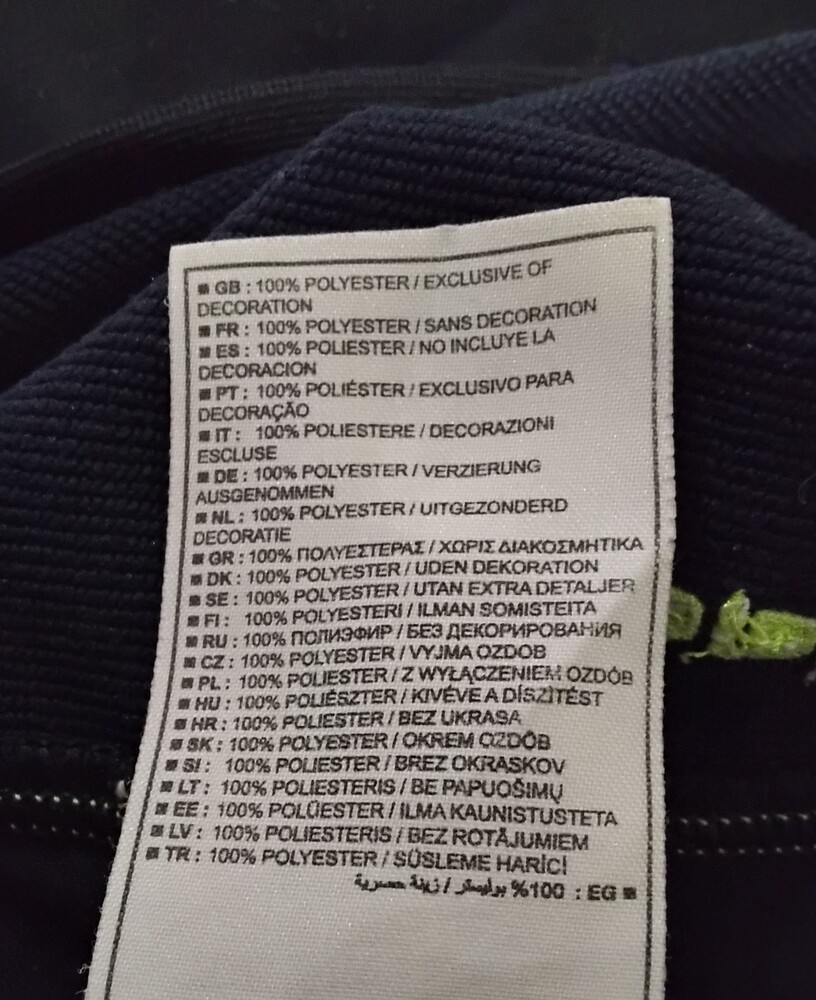 ■ GB : 100% POLYESTER / EXCLUSIVE OF
DECORATION
■ FR : 100% POLYESTER / SANS DECORATION
■ ES : 100% POLIESTER / NO INCLUYE LA
DECORACION
■ PT : 100% POLIÉSTER / EXCLUSIVO PARA
DECORAÇÃO
■ IT : 100% POLIESTERE / DECORAZIONI
ESCLUSE
■ DE : 100% POLYESTER / VERZIERUNG
AUSGENOMMEN
■ NL : 100% POLYESTER / UITGEZONDERD
DECORATIE
■ GR : 100% ΠΟΛΥΕΣΤΕΡΑΣ / ΧΩΡΙΣ ΔΙΑΚΟΣΜΗΤΙΚΑ
■ DK : 100% POLYESTER / UDEN DEKORATION
■ SE : 100% POLYESTER / UTAN EXTRA DETALJER
■ FI : 100% POLYESTERI / ILMAN SOMISTEITA
■ RU : 100% ПОЛИЭФИР / БЕЗ ДЕКОРИРОВАНИЯ
■ CZ : 100% POLYESTER / VYJMA OZDOB
■ PL : 100% POLIESTER / Z WYŁĄCZENIEM OZDÓB
■ HU : 100% POLIÉSZTER / KIVÉVE A DÍSZÍTÉST
■ HR : 100% POLIESTER / BEZ UKRASA
■ SK : 100% POLYESTER / OKREM OZDÔB
■ SI : 100% POLIESTER / BREZ OKRASKOV
■ LT : 100% POLIESTERIS / BE PAPUOŠIMŲ
■ EE : 100% POLÜESTER / ILMA KAUNISTUSTETA
■ LV : 100% POLIESTERIS / BEZ ROTĀJUMIEM
■ TR : 100% POLYESTER / SÜSLEME HARİCİ
■ EG : 100% بوليستر / زينة حصرية